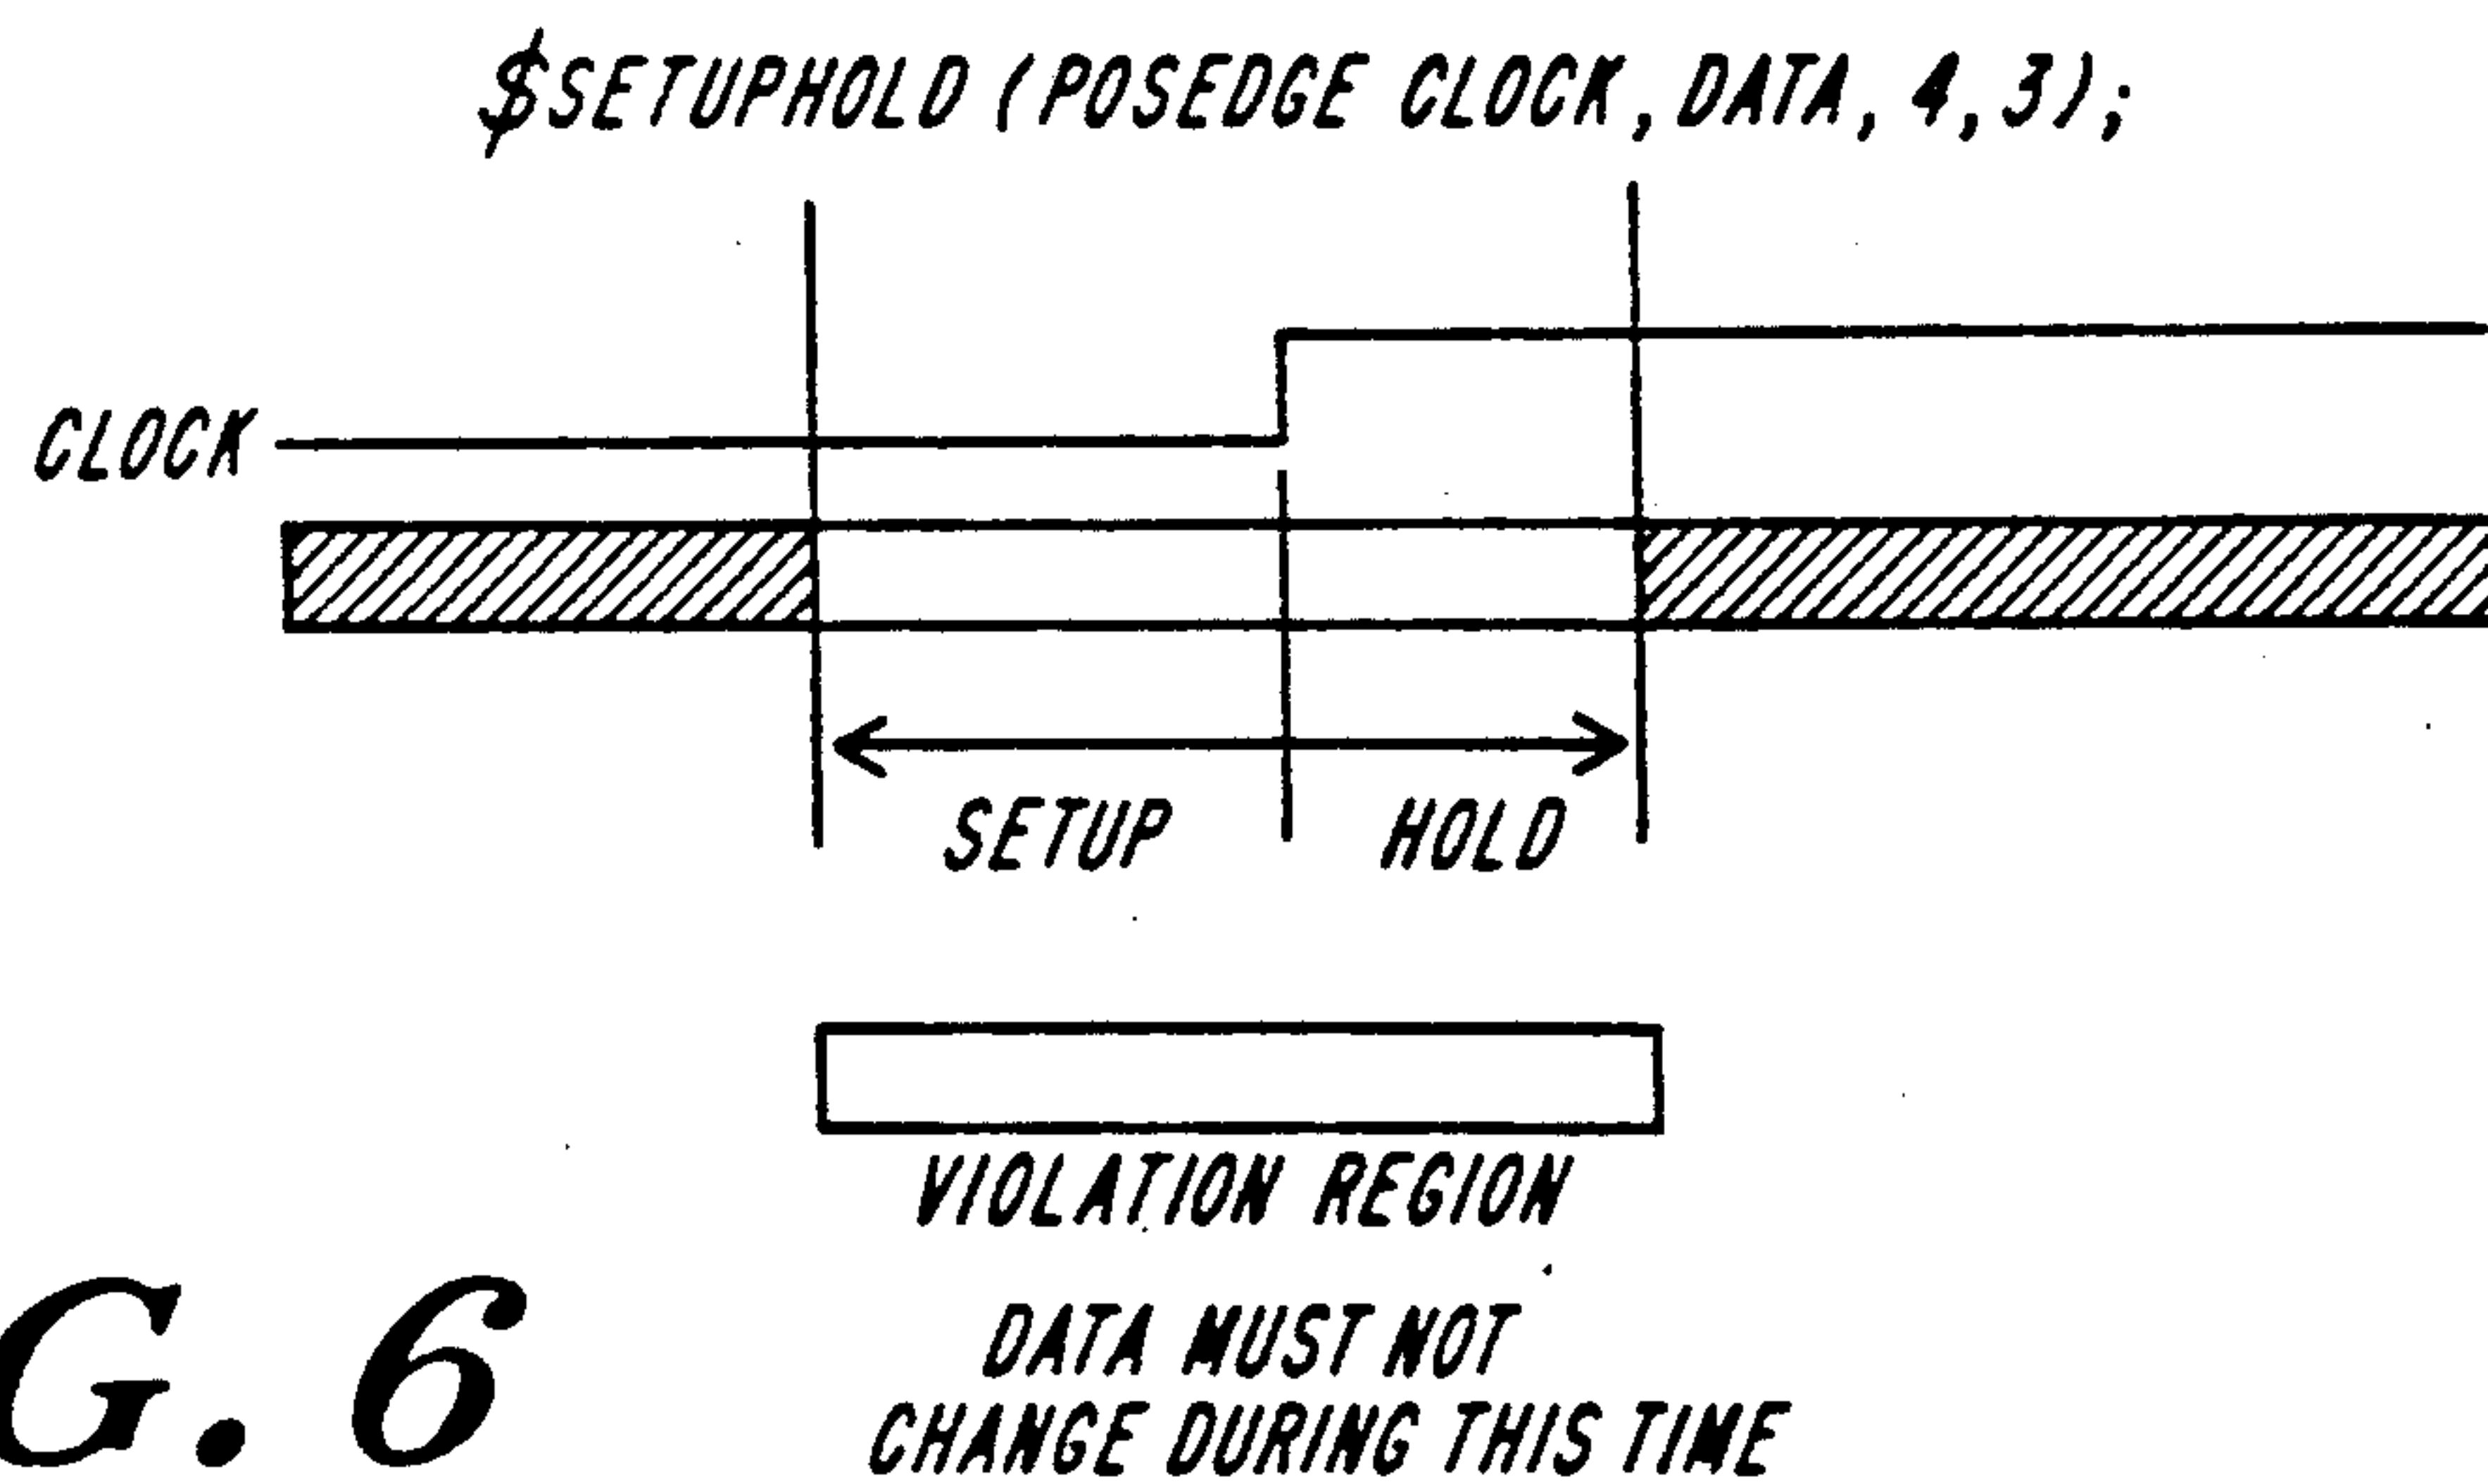 $SETUPHOLD (POSEDGE CLOCK, DATA, 4, 3);
CLOCK
SETUP HOLD
VIOLATION REGION
DATA MUST NOT
CHANGE DURING THIS TIME
G. 6